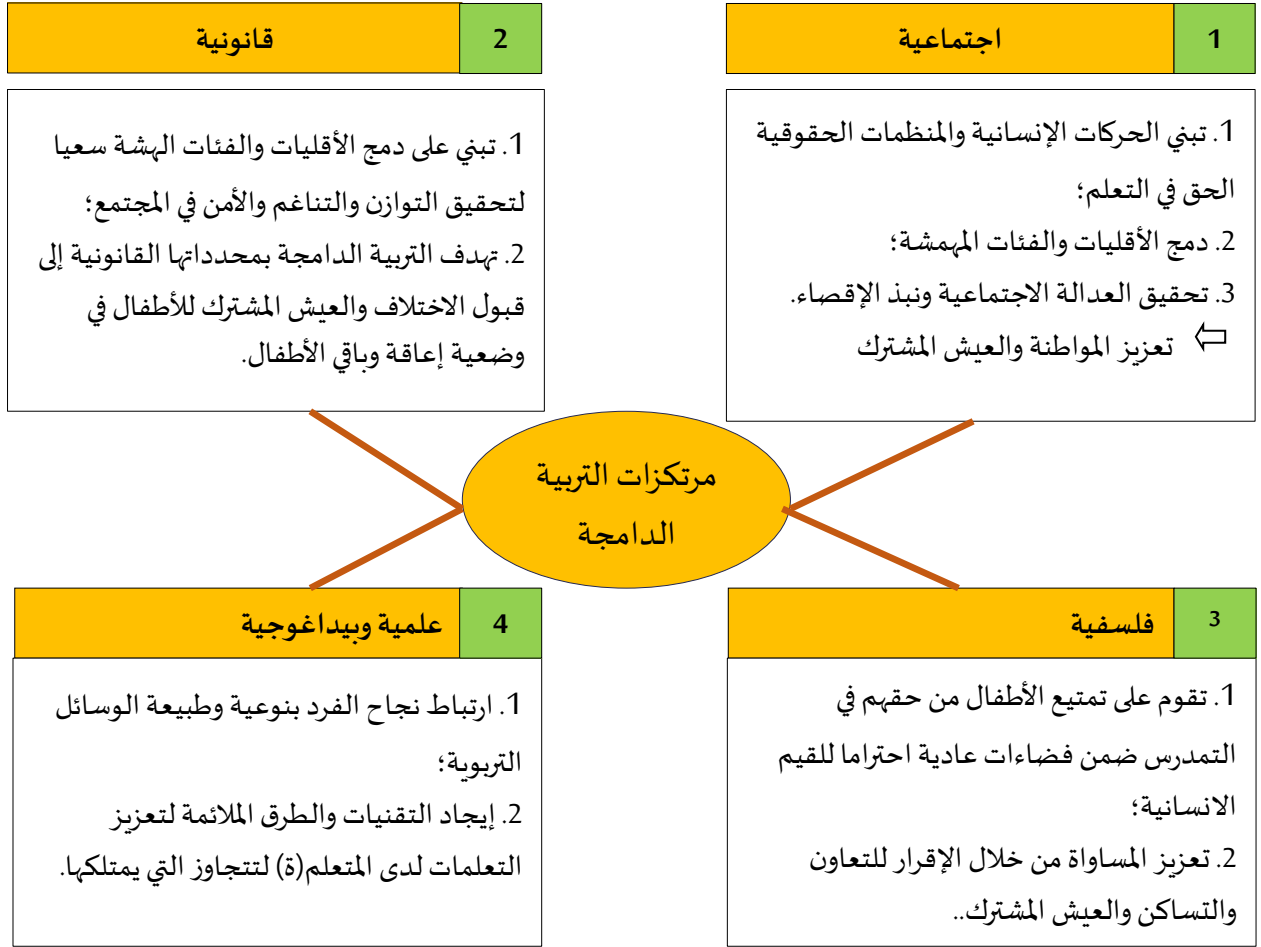 1
اجتماعية
1. تبني الحركات الإنسانية والمنظمات الحقوقية
الحق في التعلم؛
2. دمج الأقليات والفئات المهمشة؛
3. تحقيق العدالة الاجتماعية ونبذ الإقصاء.
⇦ تعزيز المواطنة والعيش المشترك
2
قانونية
1. تبني على دمج الأقليات والفئات الهشة سعيا
لتحقيق التوازن والتناغم والأمن في المجتمع؛
2. تهدف التربية الدامجة بمحدداتها القانونية إلى
قبول الاختلاف والعيش المشترك للأطفال في
وضعية إعاقة وباقي الأطفال.
مرتكزات التربية
الدامجة
3
فلسفية
1. تقوم على تمتيع الأطفال من حقهم في
التمدرس ضمن فضاءات عادية احتراما للقيم
الانسانية؛
2. تعزيز المساواة من خلال الإقرار للتعاون
والتساكن والعيش المشترك..
4
علمية وبيداغوجية
1. ارتباط نجاح الفرد بنوعية وطبيعة الوسائل
التربوية؛
2. إيجاد التقنيات والطرق الملائمة لتعزيز
التعلمات لدى المتعلم(ة) لتتجاوز التي يمتلكها.